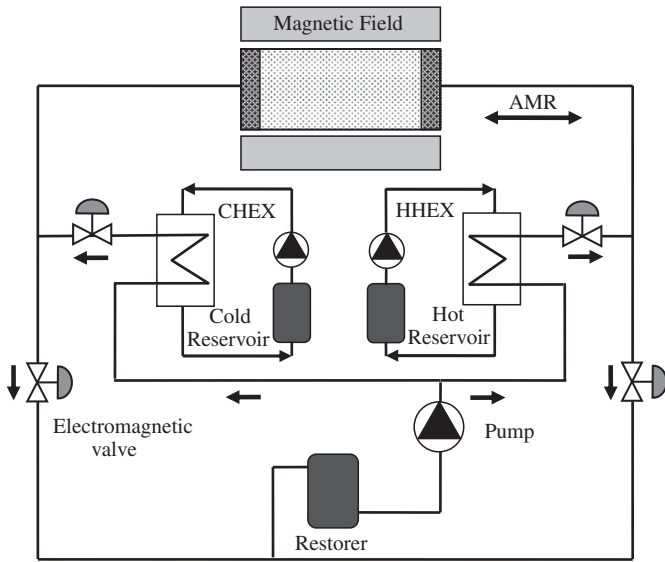 Magnetic Field
AMR
CHEX
HHEX
Cold
Reservoir
Hot
Reservoir
Electromagnetic
valve
Pump
Restorer